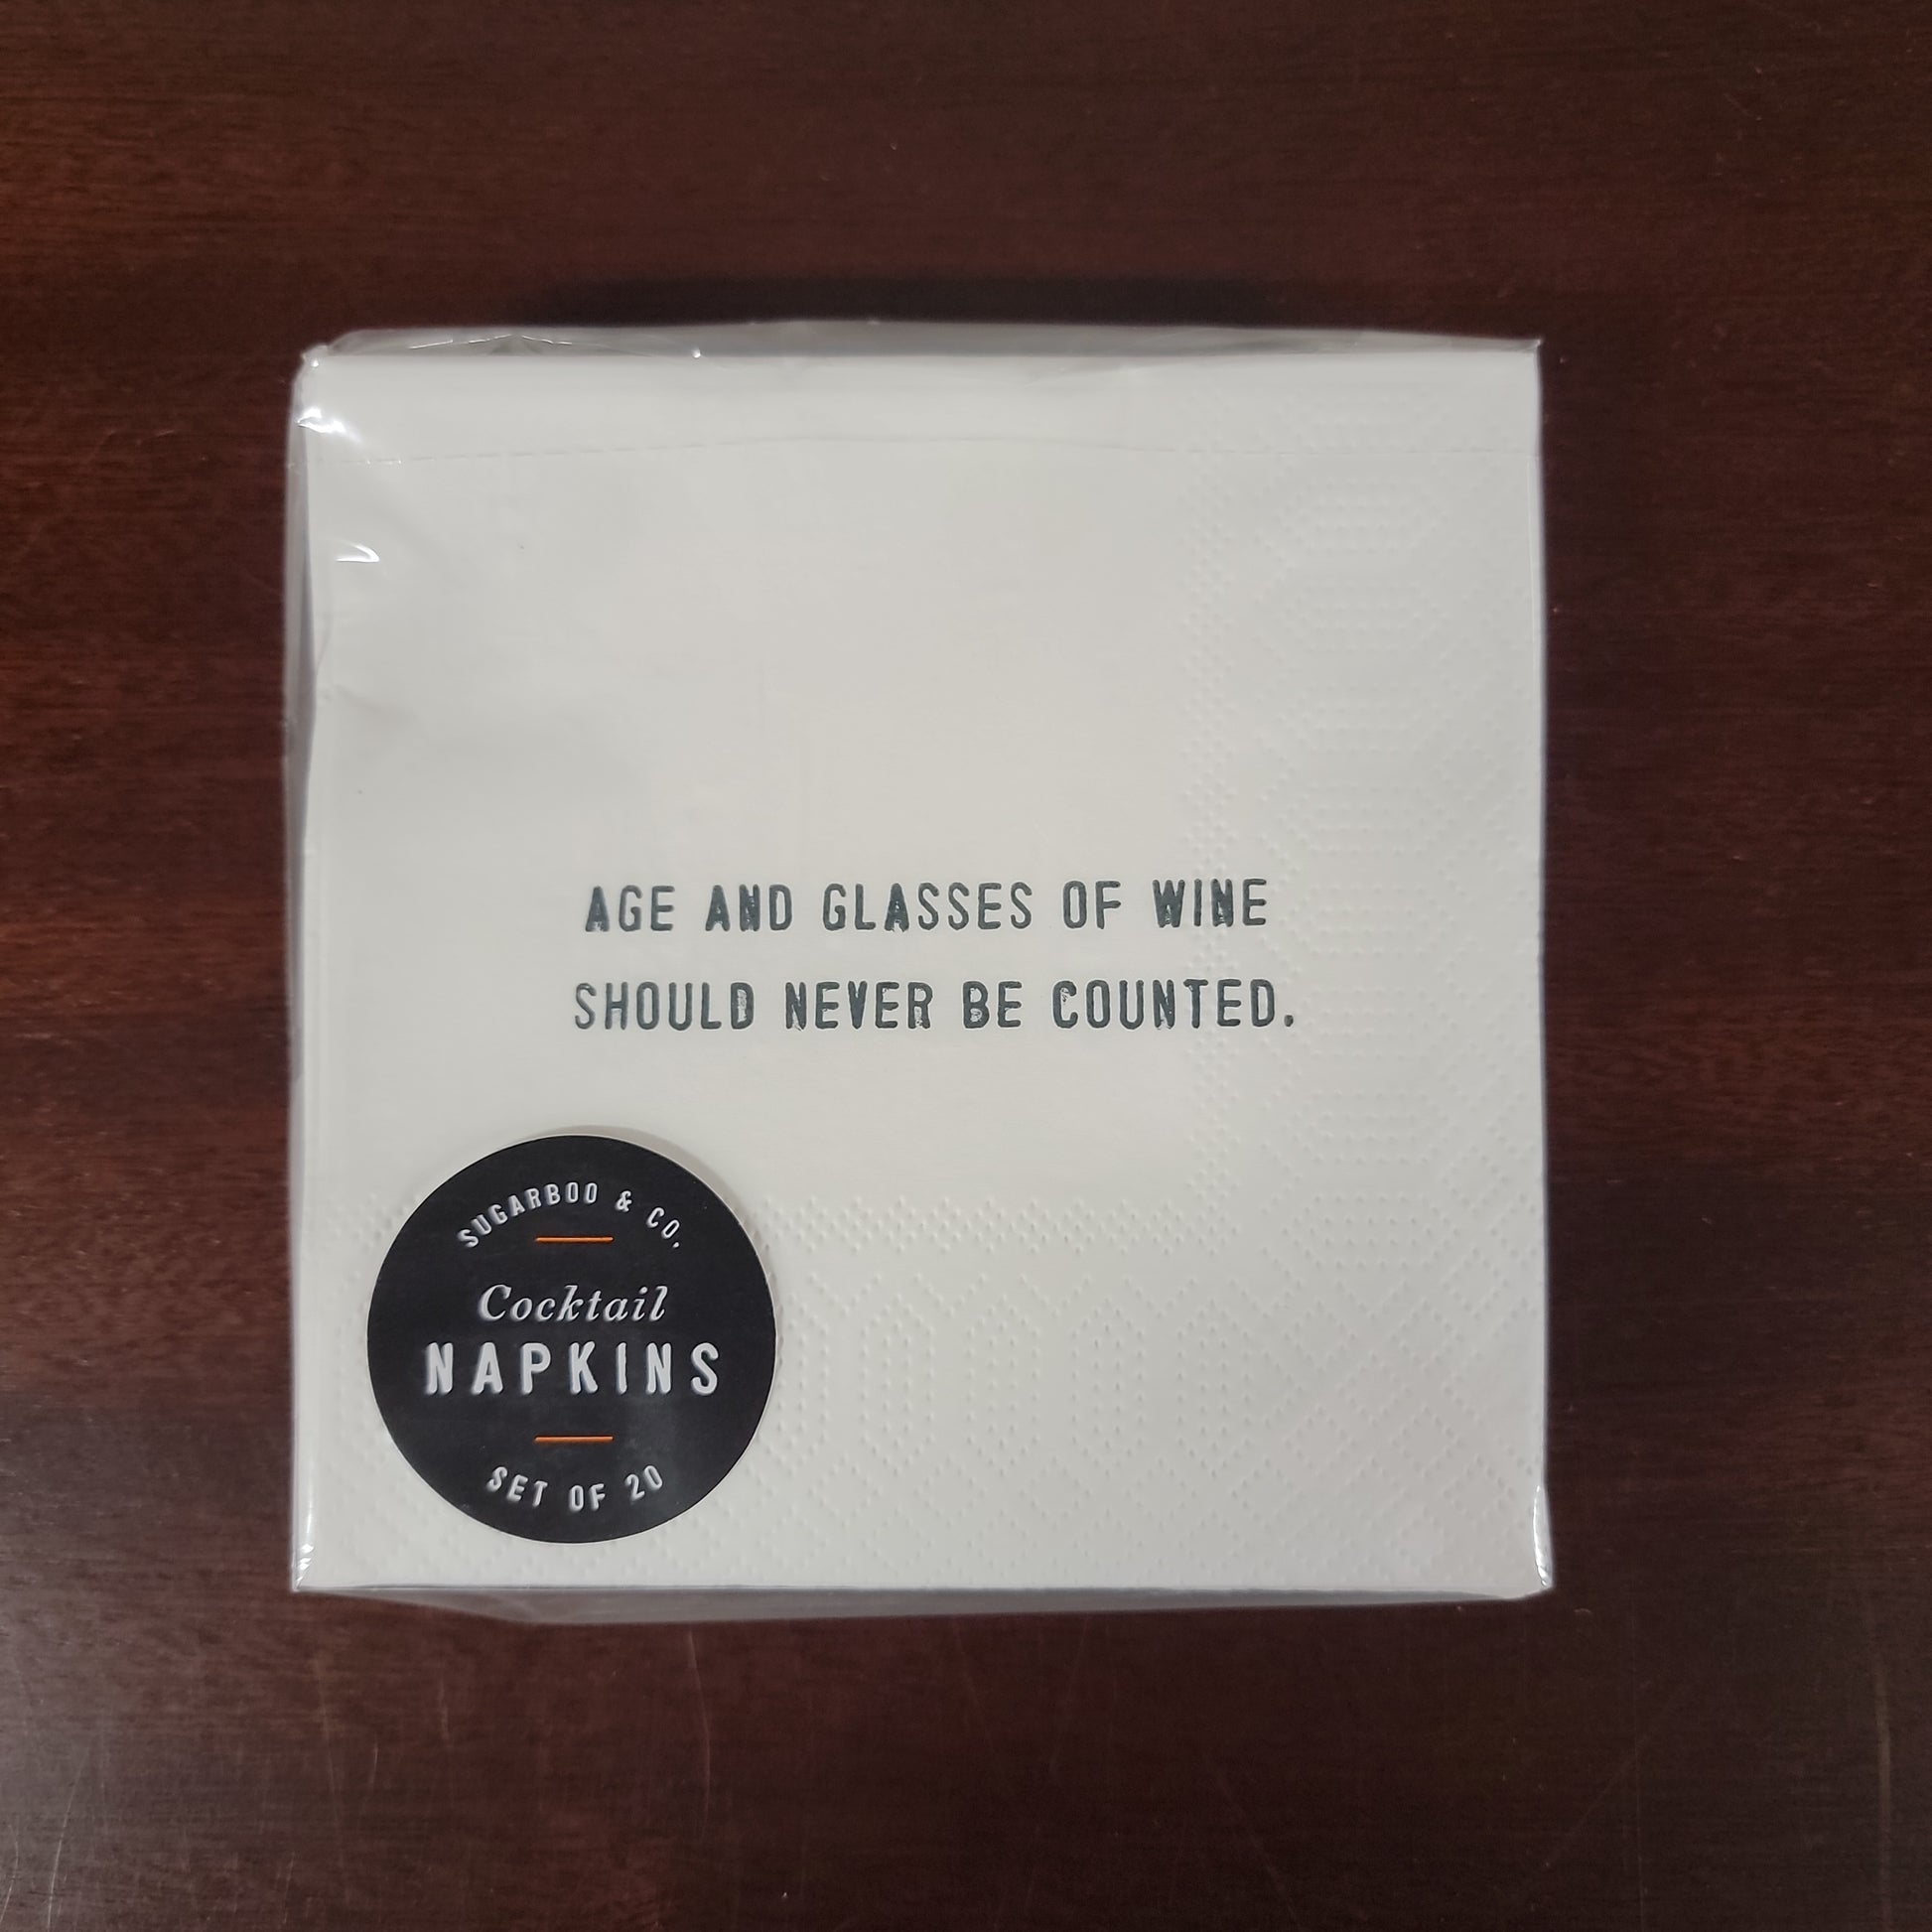 AGE AND GLASSES OF WINE
SHOULD NEVER BE COUNTED.
SUGARBOO & CO.
Cocktail
NAPKINS
SET OF 20